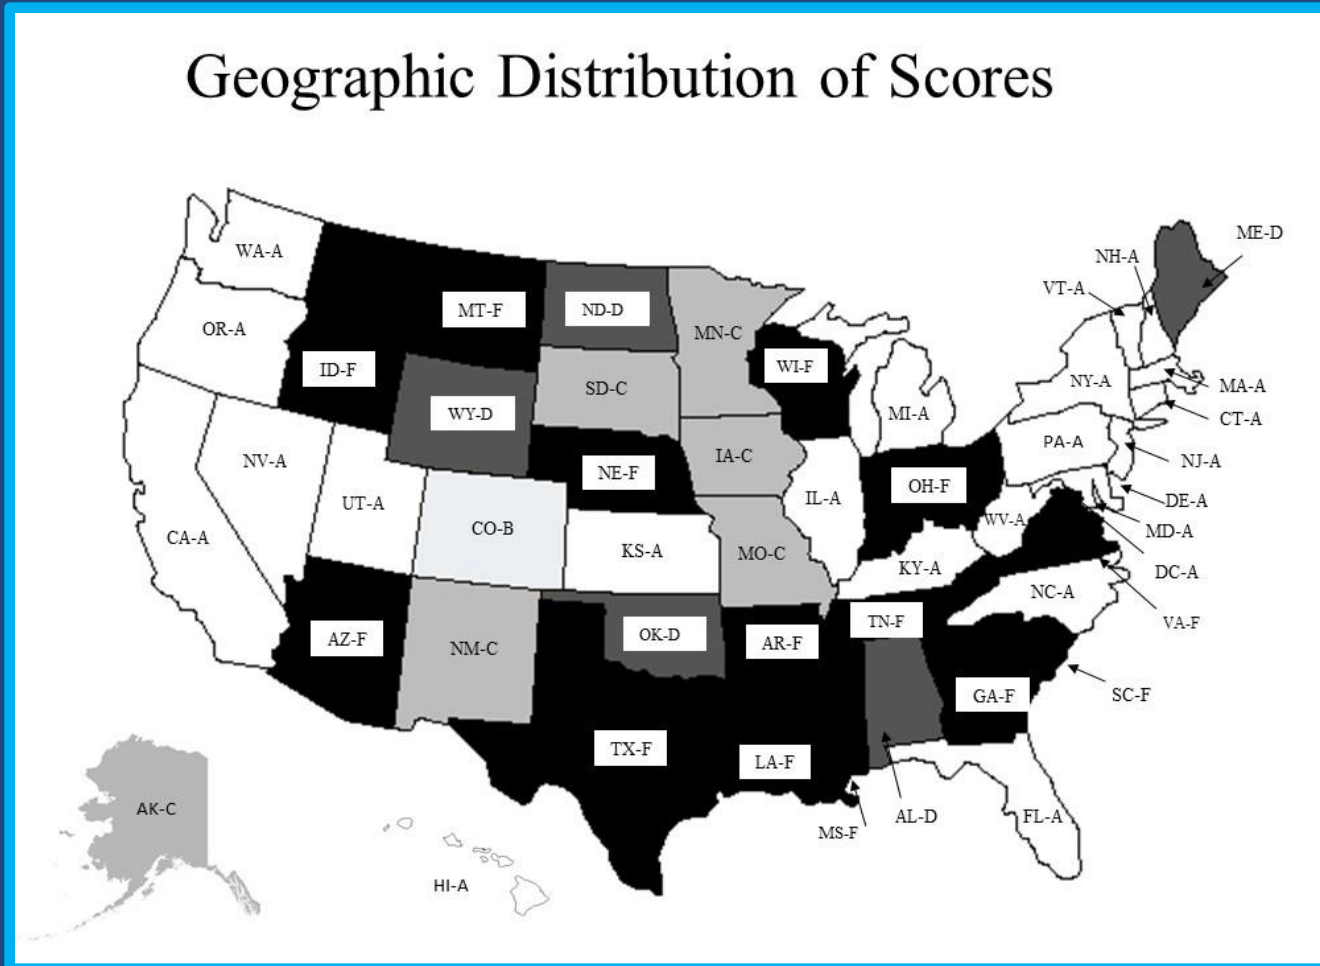 Geographic Distribution of Scores
ME-D
NH-A
WA-A
VT-A
MT-F
ND-D
OR-A
MN-C
WI-F
ID-F
NY-A
MA-A
SD-C
WY-D
MI-A
CT-A
PA-A
IA-C
NV-A
NJ-A
NE-F
OH-F
IL-A
DE-A
UT-A
CO-B
WV-A
MD-A
CA-A
KS-A
MO-C
KY-A
DC-A
NC-A
TN-F
VA-F
OK-D
AZ-F
AR-F
NM-C
GA-F
SC-F
TX-F
LA-F
AK-C
AL-D
FL-A
MS-F
HI-A